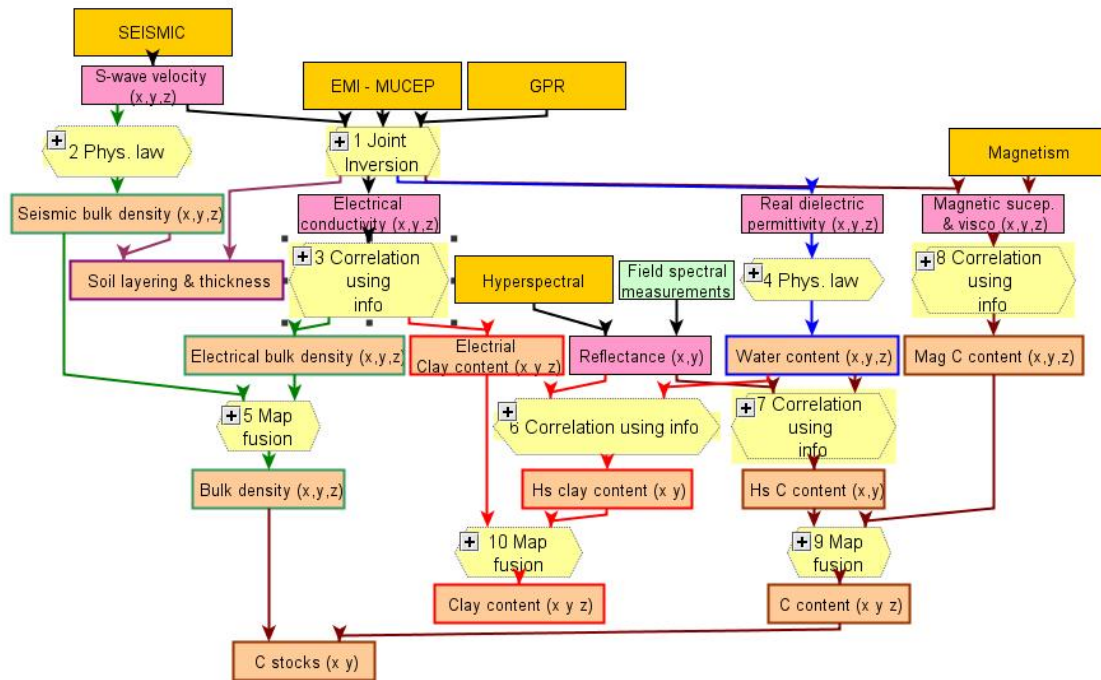 SEISMIC
S-wave velocity
(x,y,z)
EMI - MUCEP
GPR
2 Phys. law
1 Joint
Inversion
Magnetism
Seismic bulk density (x,y,z)
Electrical
conductivity (x,y,z)
Real dielectric
permittivity (x,y,z)
Magnetic sucep.
& visco (x,y,z)
Soil layering & thickness
3 Correlation
using
info
Hyperspectral
Field spectral
measurements
4 Phys. law
8 Correlation
using
info
Electrical bulk density (x,y,z)
Electrial
Clay content (x y z)
Reflectance (x,y)
Water content (x,y,z)
Mag C content (x,y,z)
5 Map
fusion
6 Correlation using info
7 Correlation
using
info
Bulk density (x,y,z)
Hs clay content (x y)
Hs C content (x,y)
10 Map
fusion
9 Map
fusion
Clay content (x y z)
C content (x y z)
C stocks (x y)